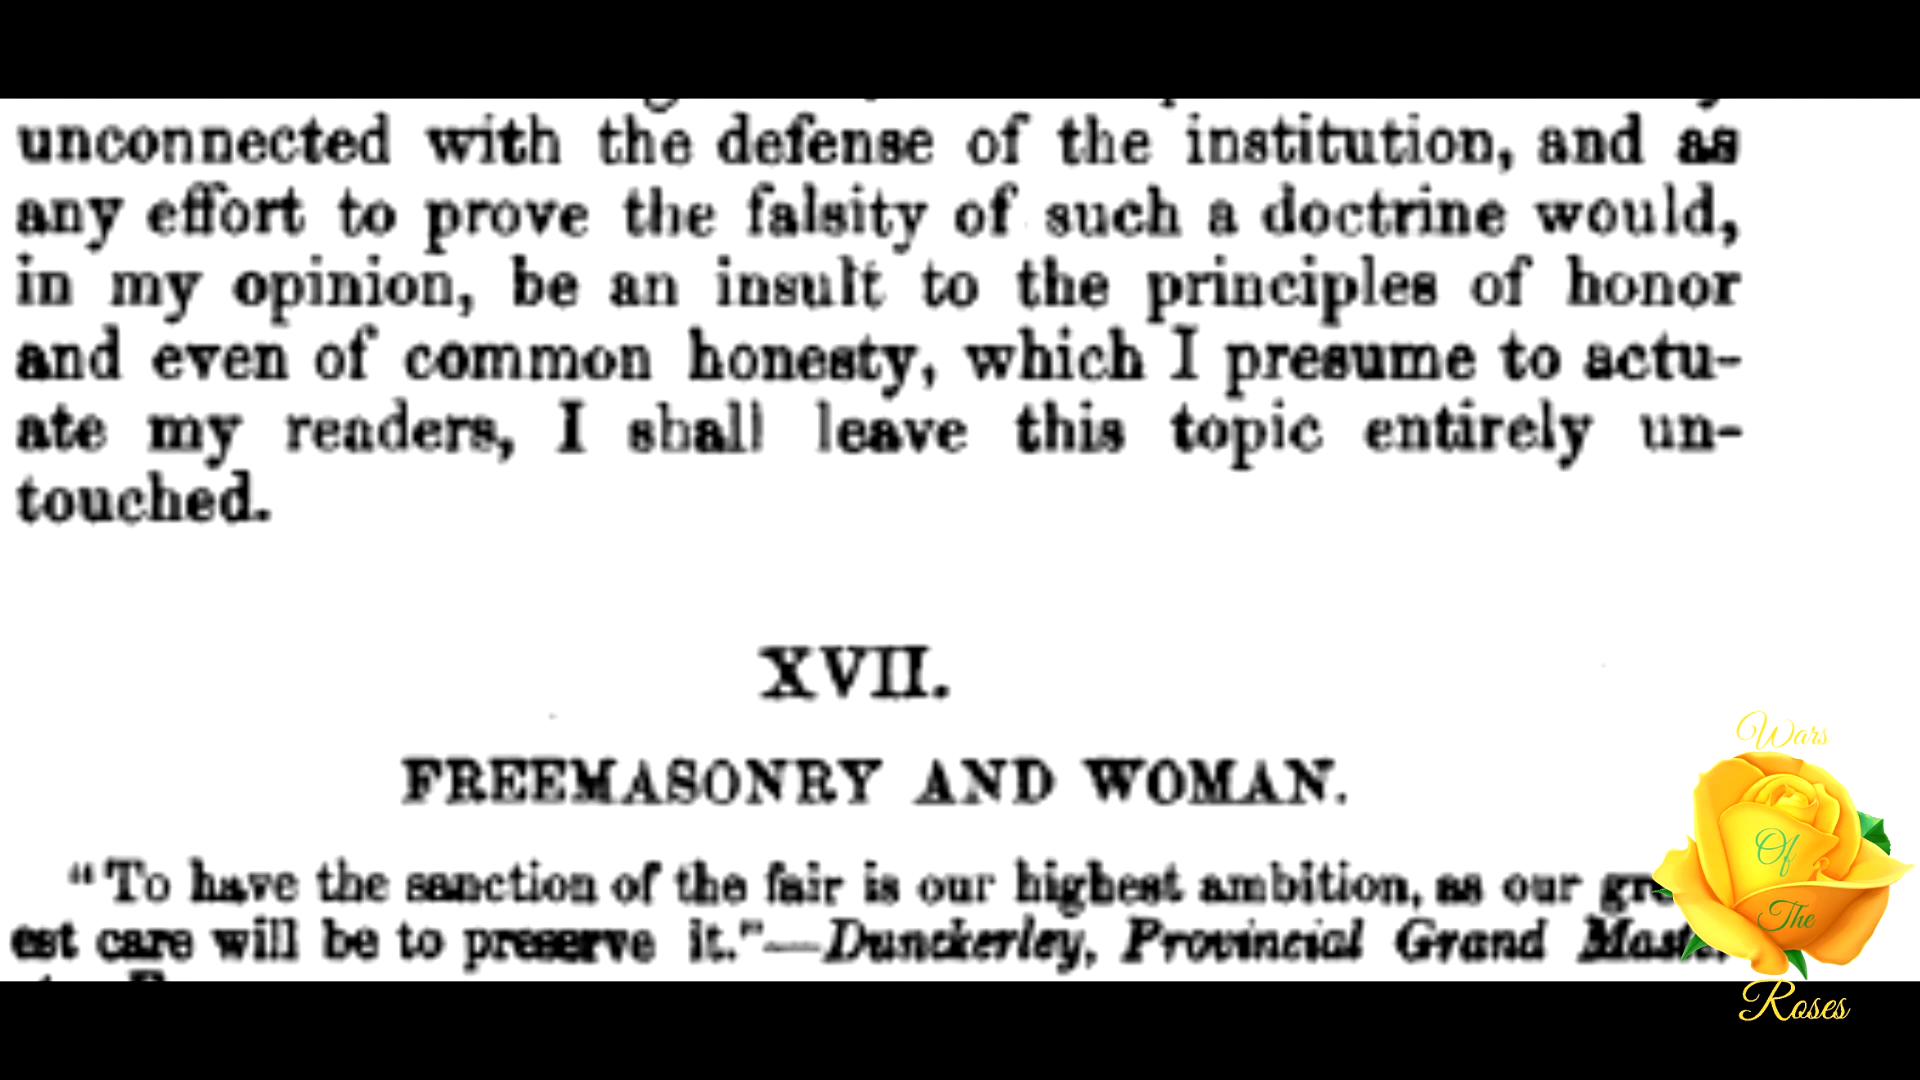 unconnected with the defense of the institution, and as
any effort to prove the falsity of such a doctrine would,
in my opinion, be an insult to the principles of honor
and even of common honesty, which I presume to actu-
ate my readers, I shall leave this topic entirely un-
touched.
XVII.
FREEMASONRY AND WOMAN.
"To have the sanction of the fair is our highest ambition, as our
est care will be to preserve it."—Dunckerley, Provincial Grand
Wars
Of
The
Roses